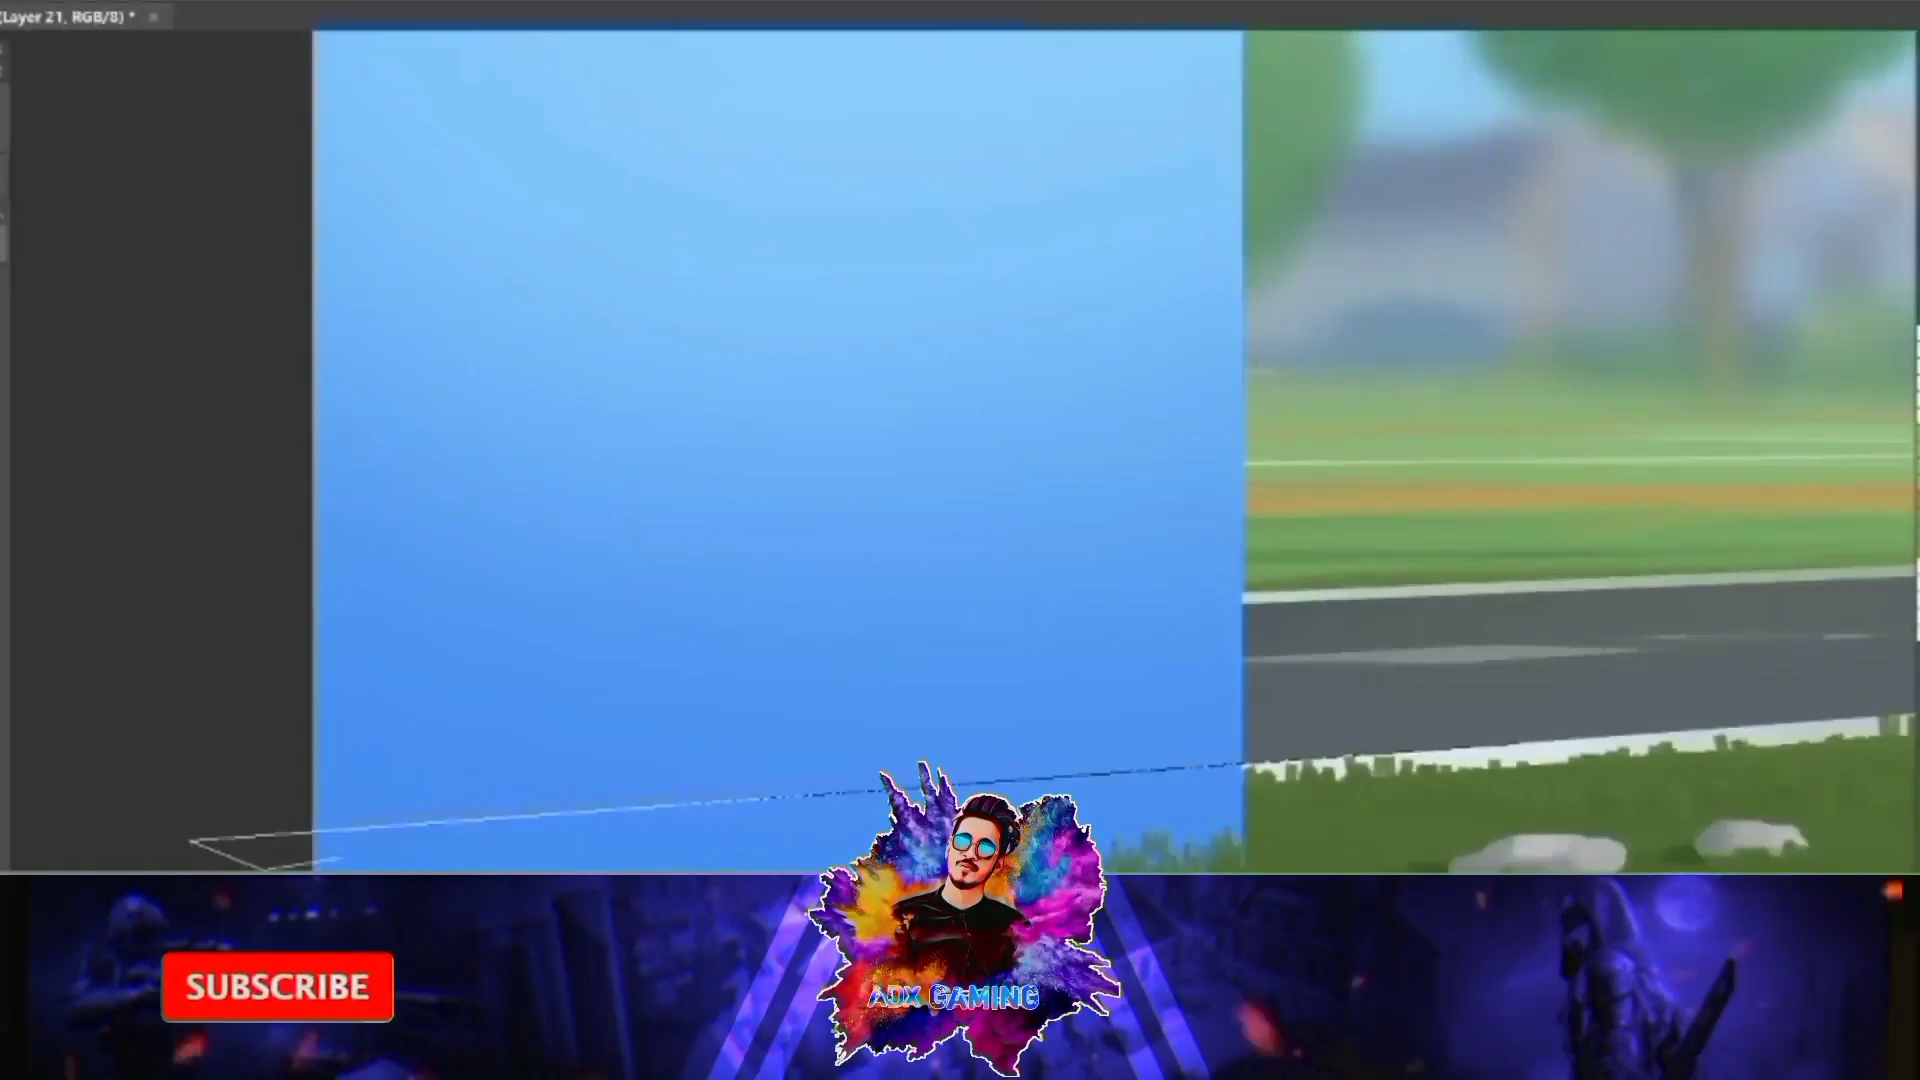 (Layer 21, RGB/8) *
SUBSCRIBE
ADX GAMING